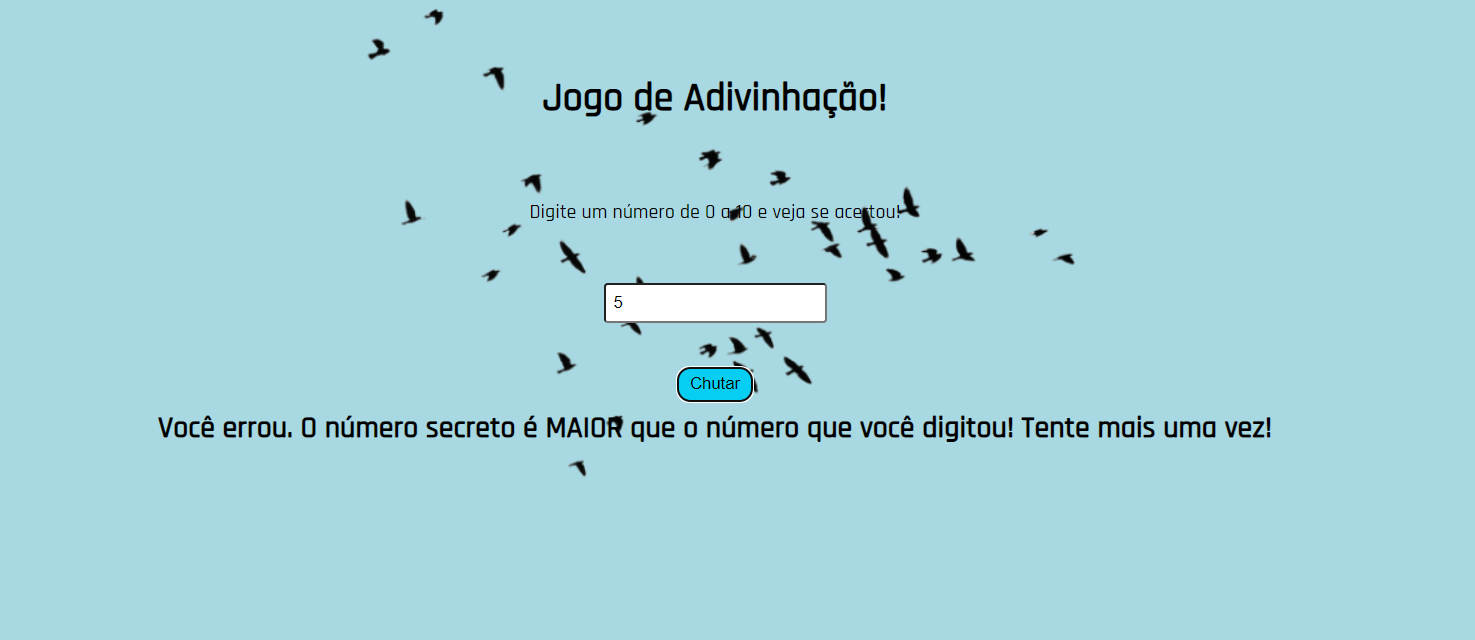 Jogo de Adivinhação!
Digite um número de 0 a 10 e veja se acertou!
5
Chutar
Você errou. O número secreto é MAIOR que o número que você digitou! Tente mais uma vez!